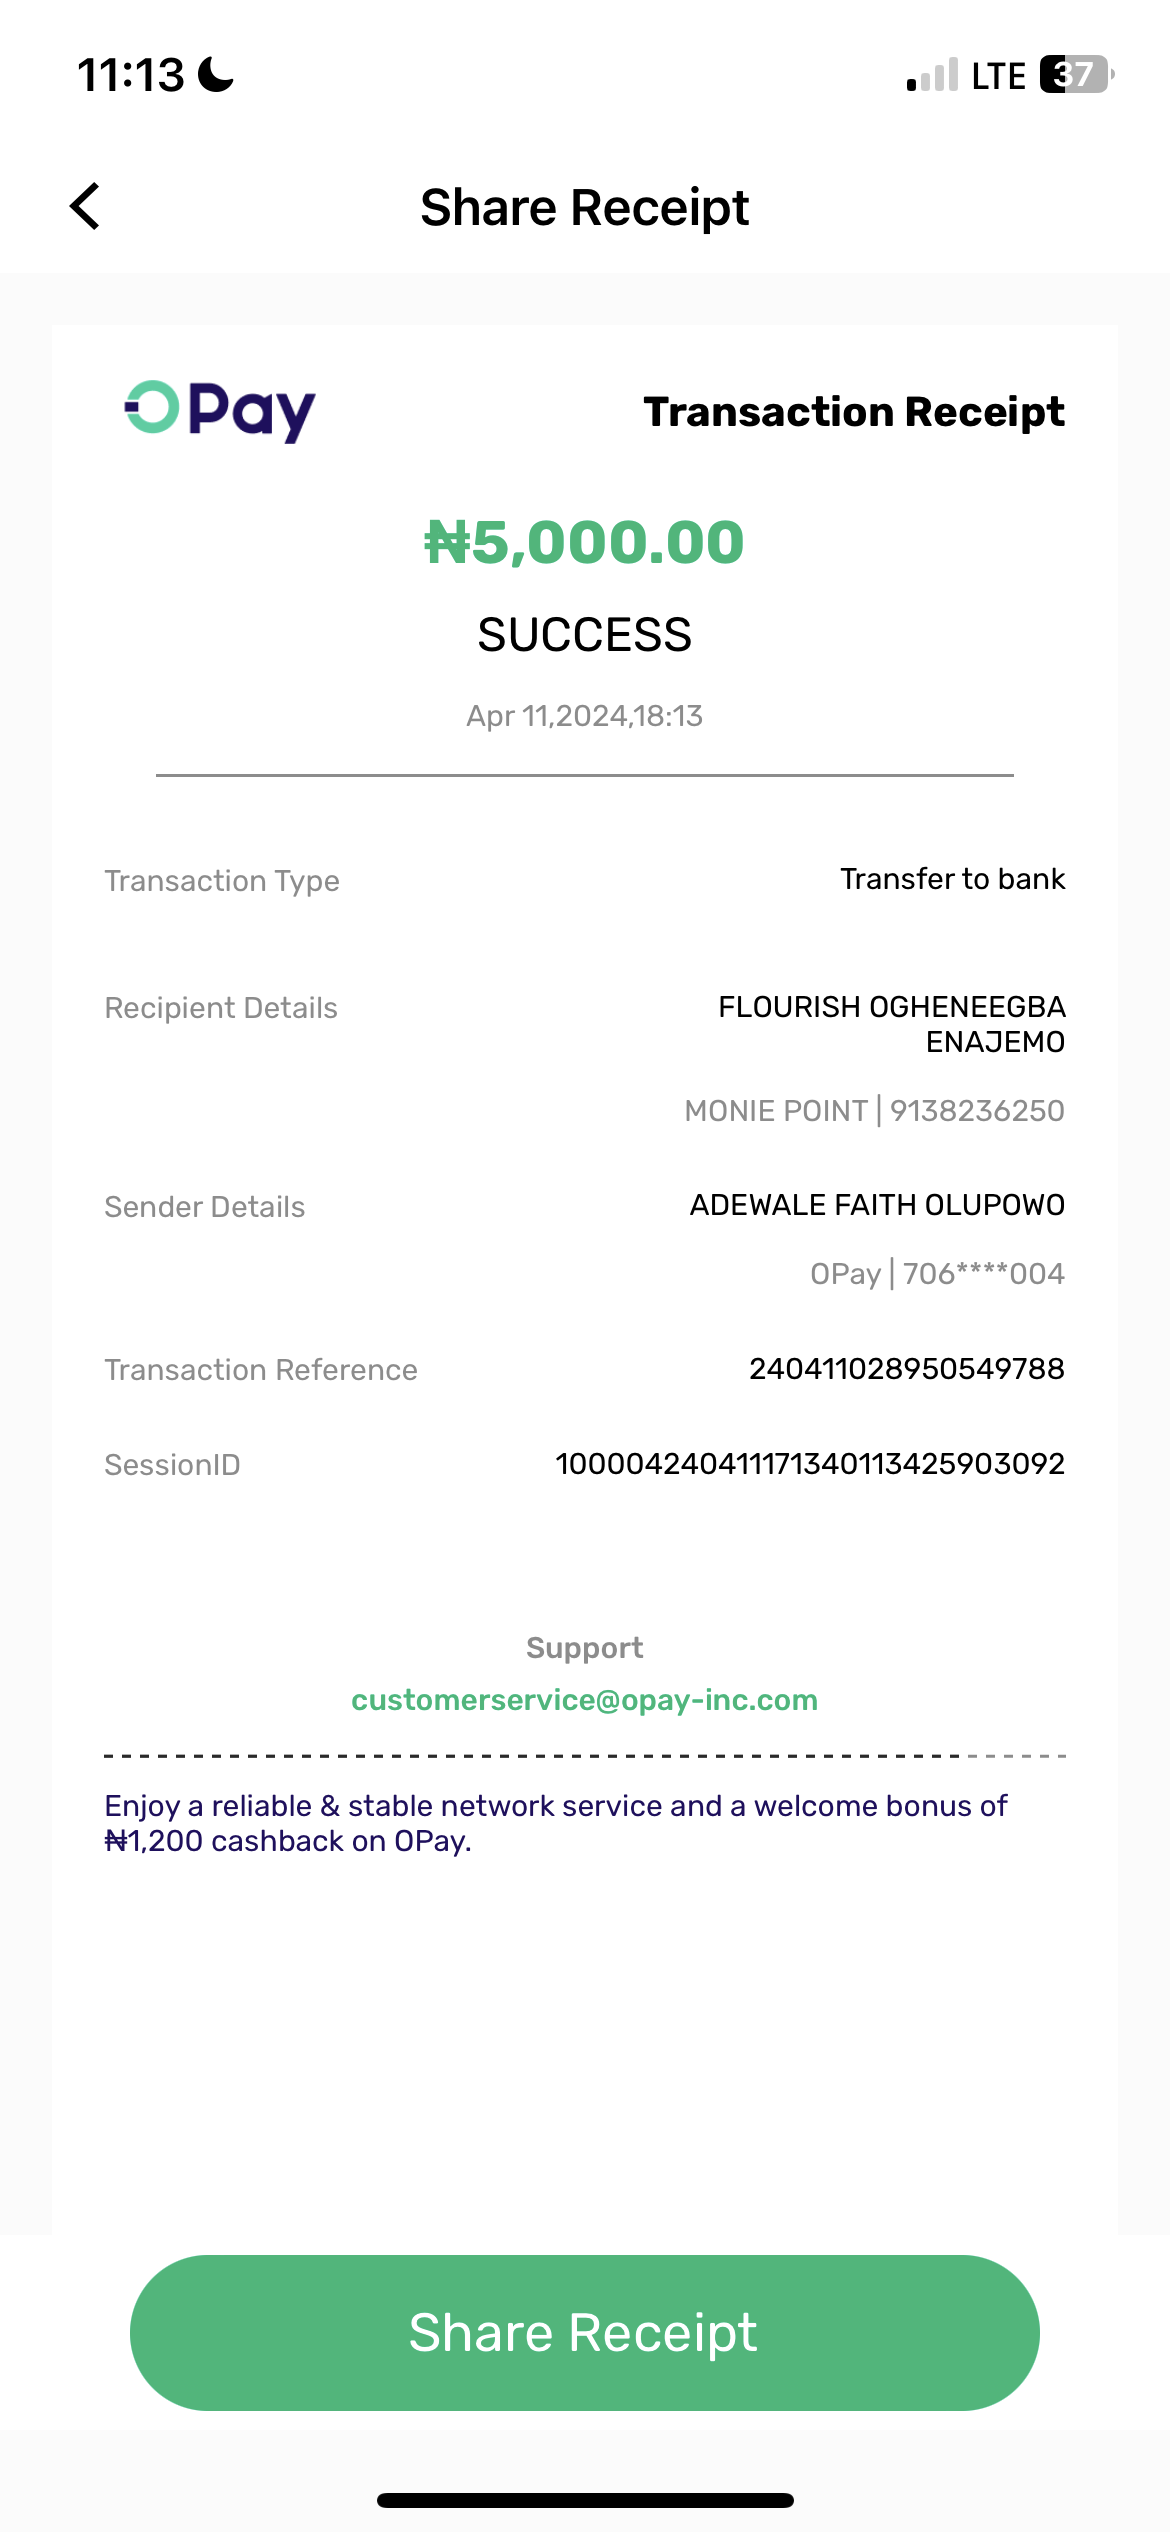 11:13
LTE 37
Share Receipt
OPay
Transaction Receipt
₦5,000.00
SUCCESS
Apr 11,2024,18:13
Transaction Type
Transfer to bank
Recipient Details
FLOURISH OGHENEEGBA
ENAJEMO
MONIE POINT | 9138236250
Sender Details
ADEWALE FAITH OLUPOWO
OPay | 706****004
Transaction Reference
240411028950549788
SessionID
100004240411171340113425903092
Support
customerservice@opay-inc.com
Enjoy a reliable & stable network service and a welcome bonus of
₦1,200 cashback on OPay.
Share Receipt